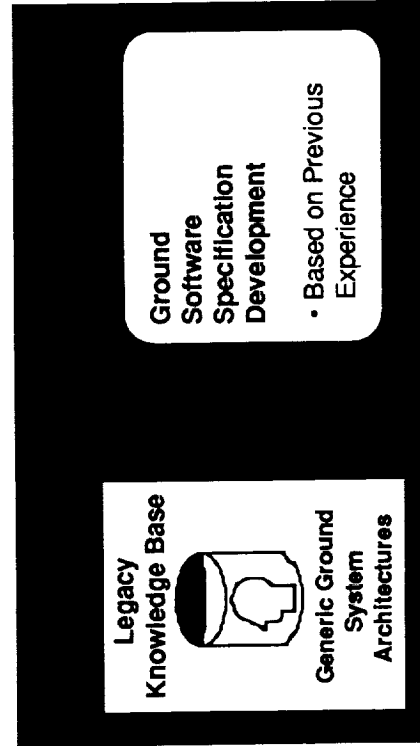 Legacy
Knowledge Base
Generic Ground
System
Architectures
Ground
Software
Specification
Development
• Based on Previous
Experience